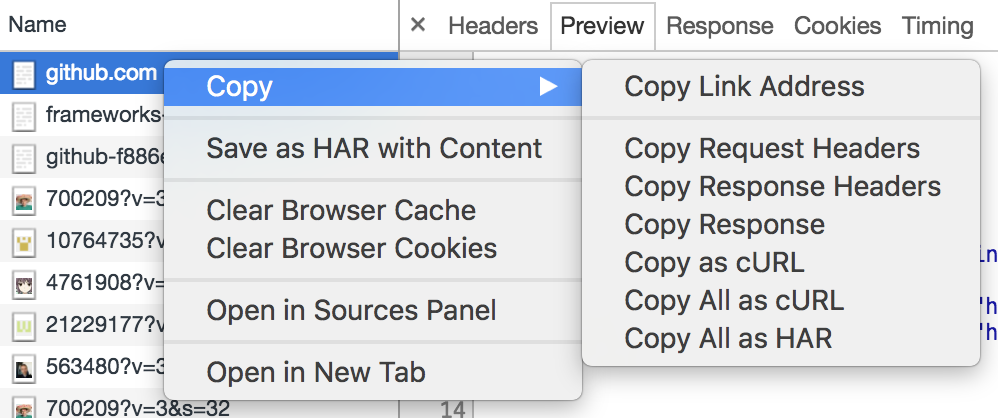 Name
× Headers Preview Response Cookies Timing
github.com
Copy
Copy Link Address
frameworks-
Save as HAR with Content
Copy Request Headers
github-f886e
Copy Response Headers
700209?v=3
Clear Browser Cache
Copy Response
10764735?v
Clear Browser Cookies
Copy as cURL
in
4761908?v=
Open in Sources Panel
Copy All as cURL
'h
21229177?v
Copy All as HAR
'h
563480?v=3
Open in New Tab
700209?v=3&s=32
14